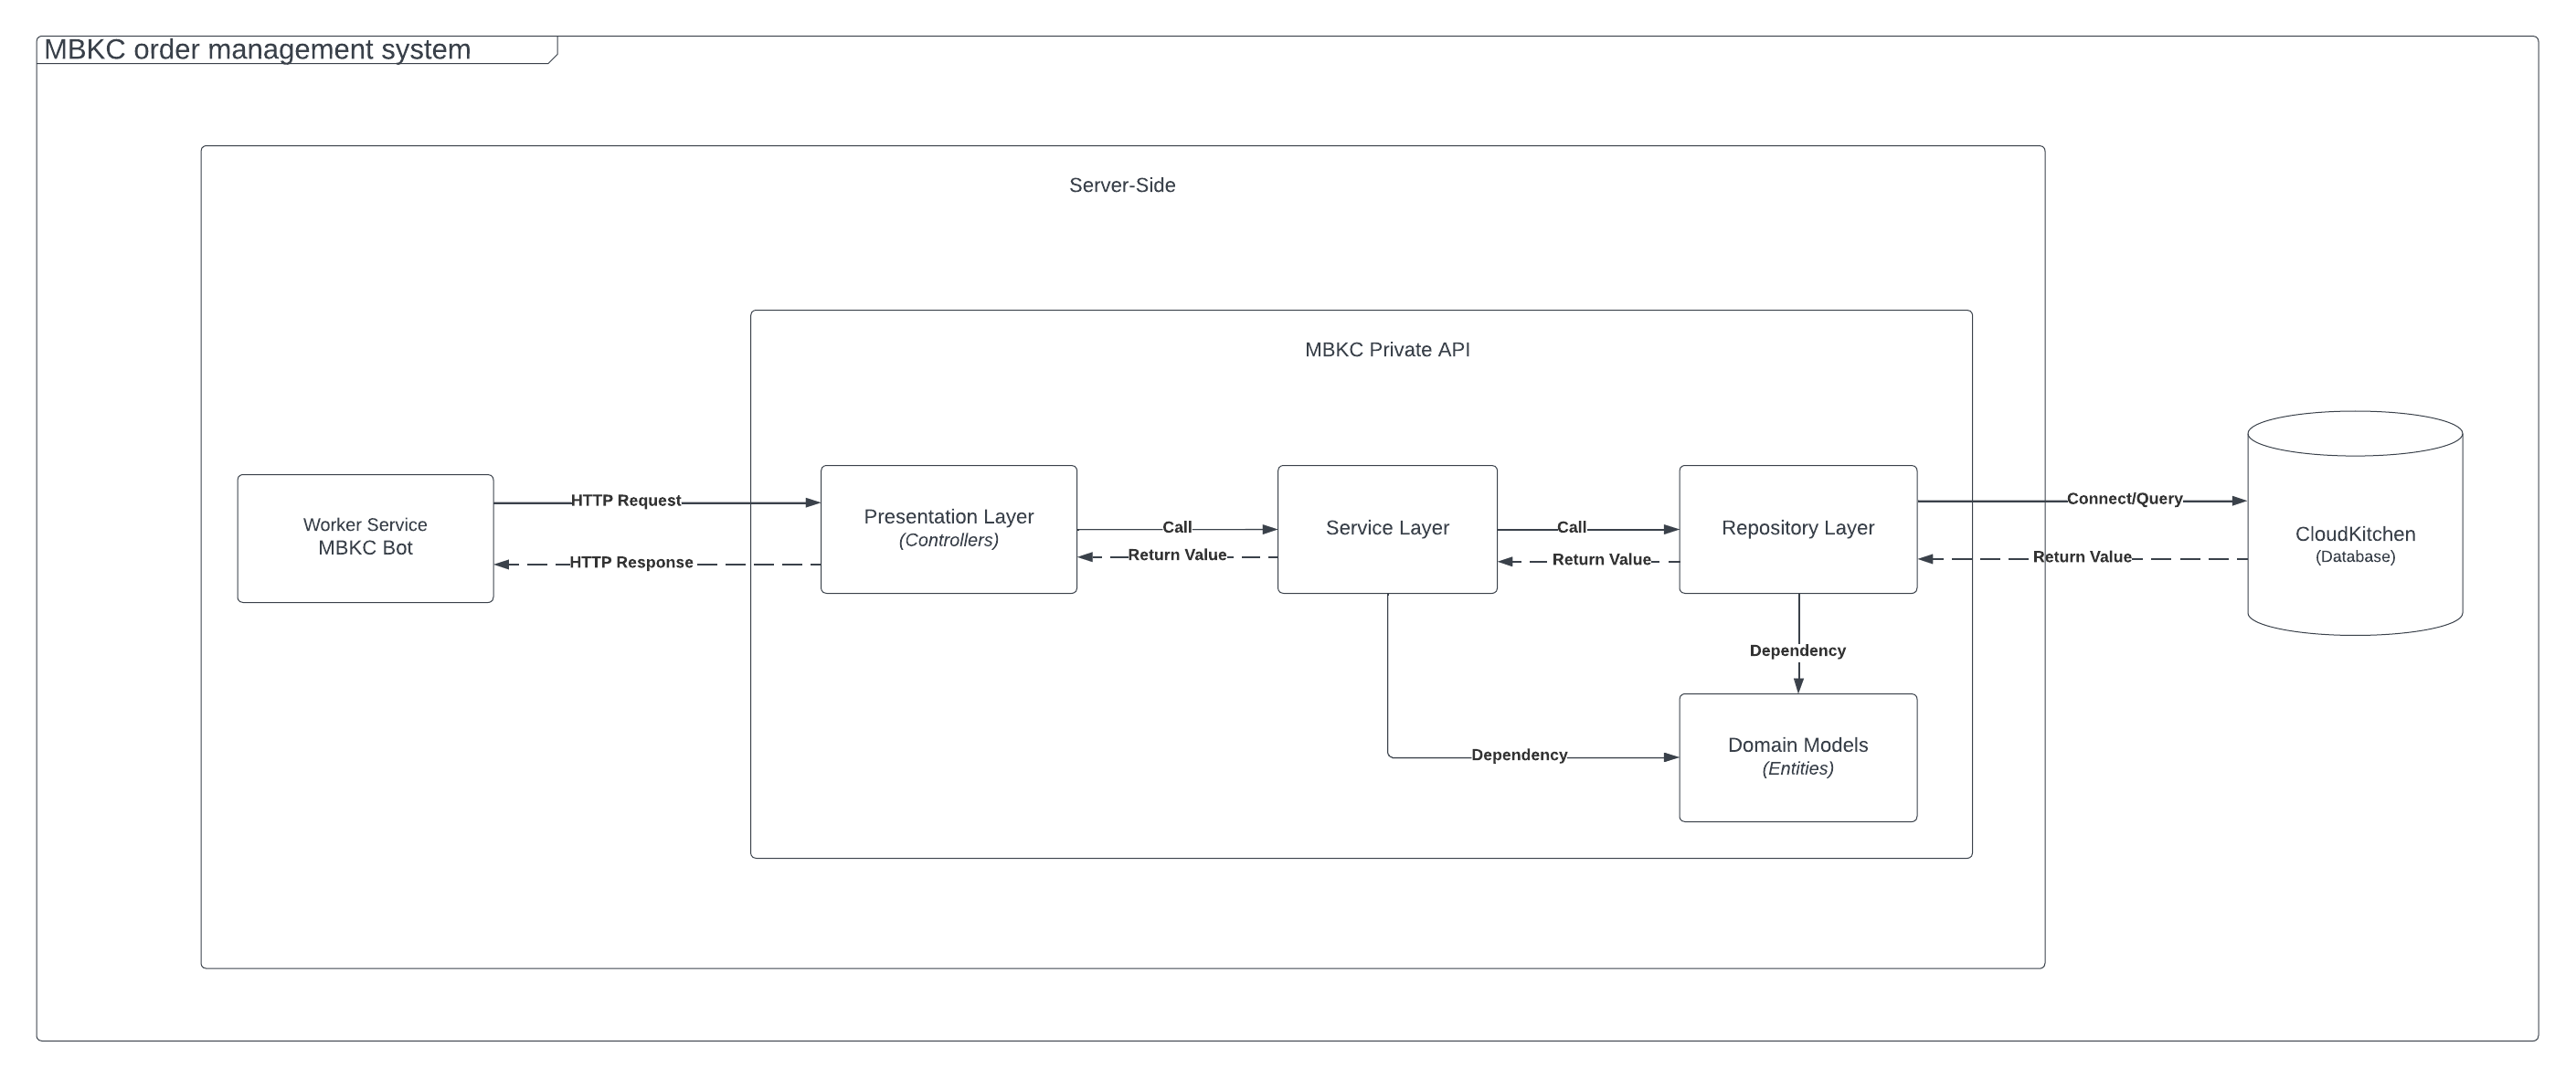 MBKC order management system
Server-Side
MBKC Private API
Worker Service
MBKC Bot
HTTP Request
HTTP Response
Presentation Layer
(Controllers)
Call
Return Value
Service Layer
Call
Return Value
Repository Layer
Connect/Query
Return Value
CloudKitchen
(Database)
Dependency
Dependency
Domain Models
(Entities)